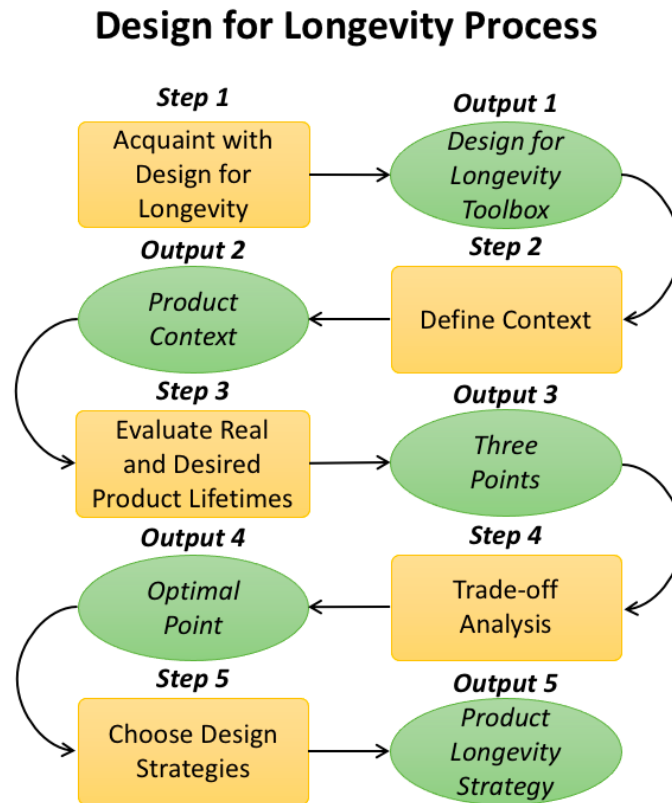 Design for Longevity Process
Step 1
Acquaint with
Design for
Longevity
Output 1
Design for
Longevity
Toolbox
Step 2
Define Context
Output 2
Product
Context
Step 3
Evaluate Real
and Desired
Product Lifetimes
Output 3
Three
Points
Step 4
Trade-off
Analysis
Output 4
Optimal
Point
Step 5
Choose Design
Strategies
Output 5
Product
Longevity
Strategy